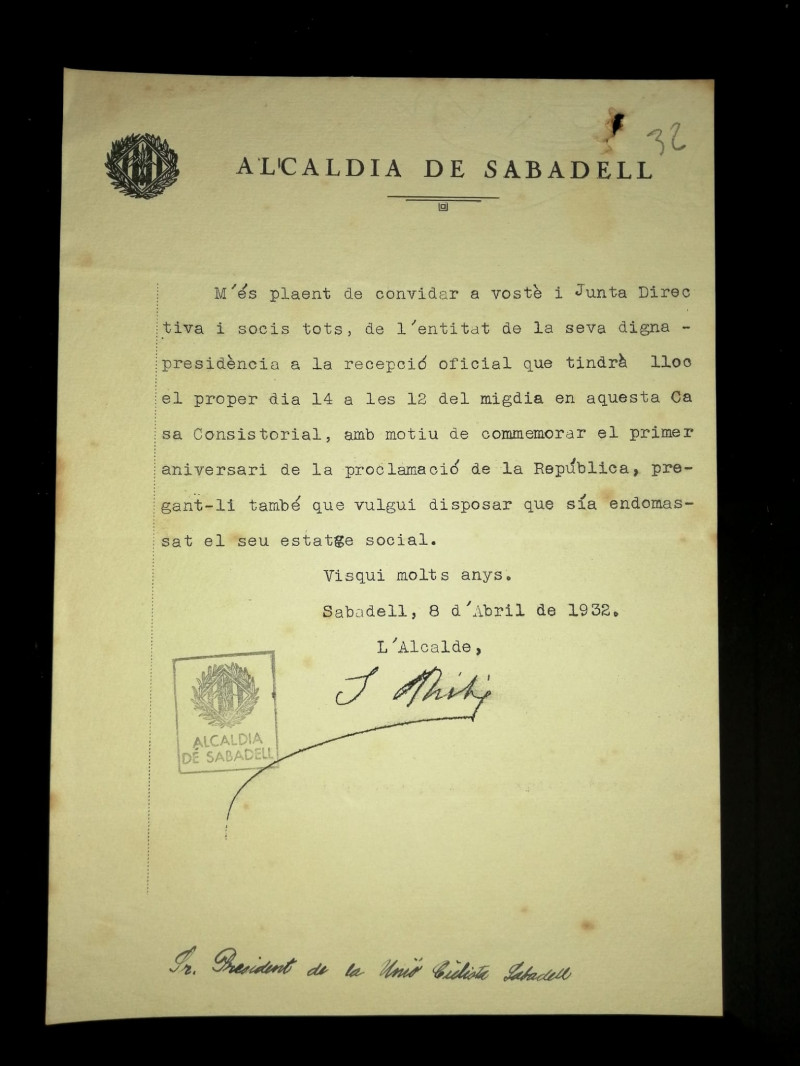 32
ALCALDIA DE SABADELL
M'és plaent de convidar a vostè i Junta Direc
tiva i socis tots, de l'entitat de la seva digna -
presidència a la recepció oficial que tindrà lloc
el proper dia 14 a les 12 del migdia en aquesta Ca
sa Consistorial, amb motiu de commemorar el primer
aniversari de la proclamació de la República, pre-
gant-li també que vulgui disposar que sía endomas-
sat el seu estatge social.
Visqui molts anys.
Sabadell, 8 d'Abril de 1932.
L'Alcalde,
ALCALDIA
DE SABADELL
Sr. President de la Unió Ciclista Sabadell